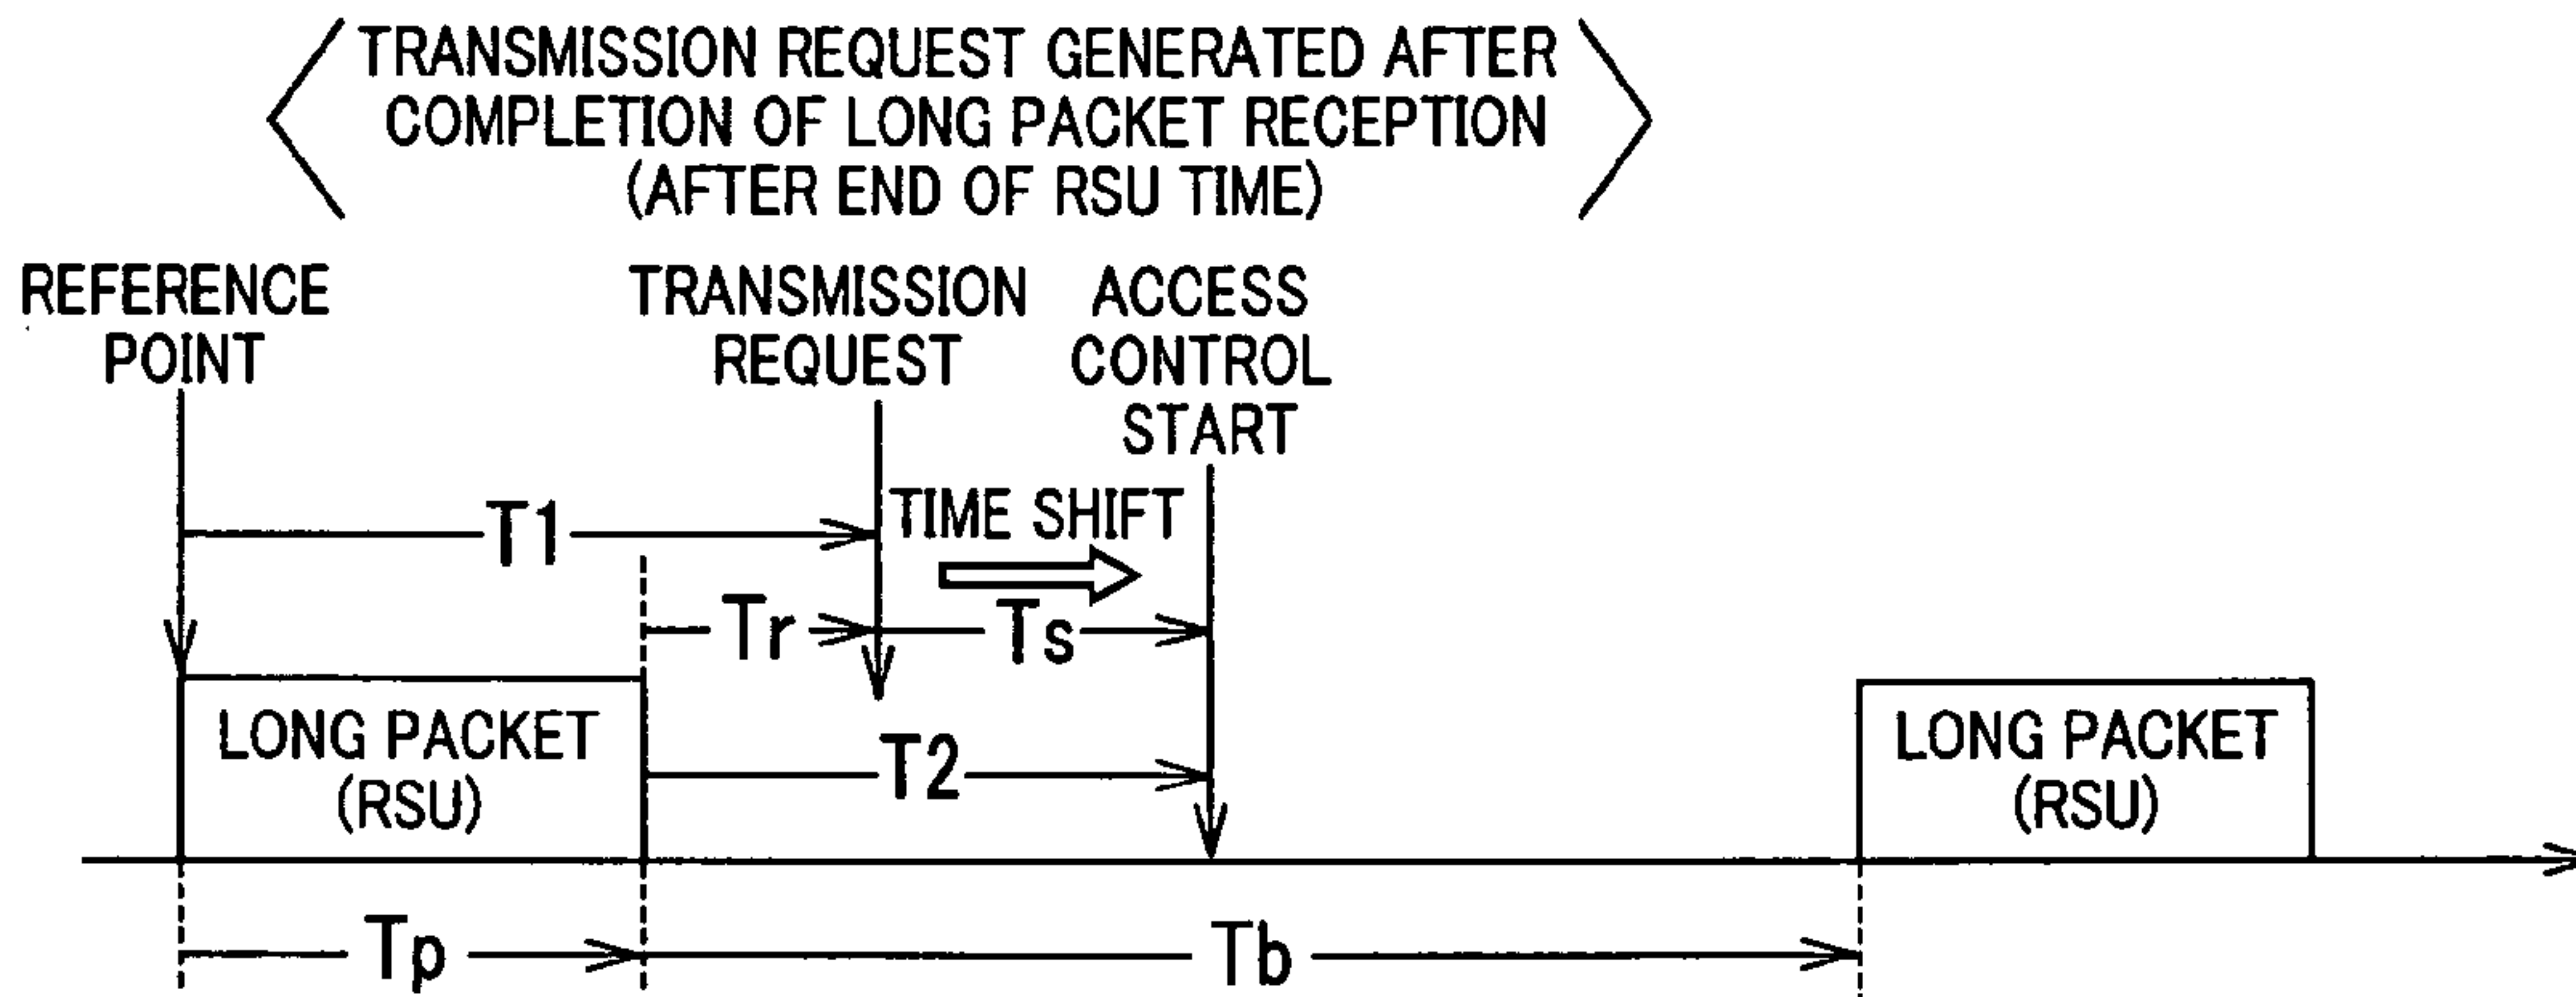 TRANSMISSION REQUEST GENERATED AFTER
COMPLETION OF LONG PACKET RECEPTION
(AFTER END OF RSU TIME)
REFERENCE
POINT
TRANSMISSION
REQUEST
ACCESS
CONTROL
START
T1
TIME SHIFT
Tr
Ts
LONG PACKET
(RSU)
T2
LONG PACKET
(RSU)
Tp
Tb